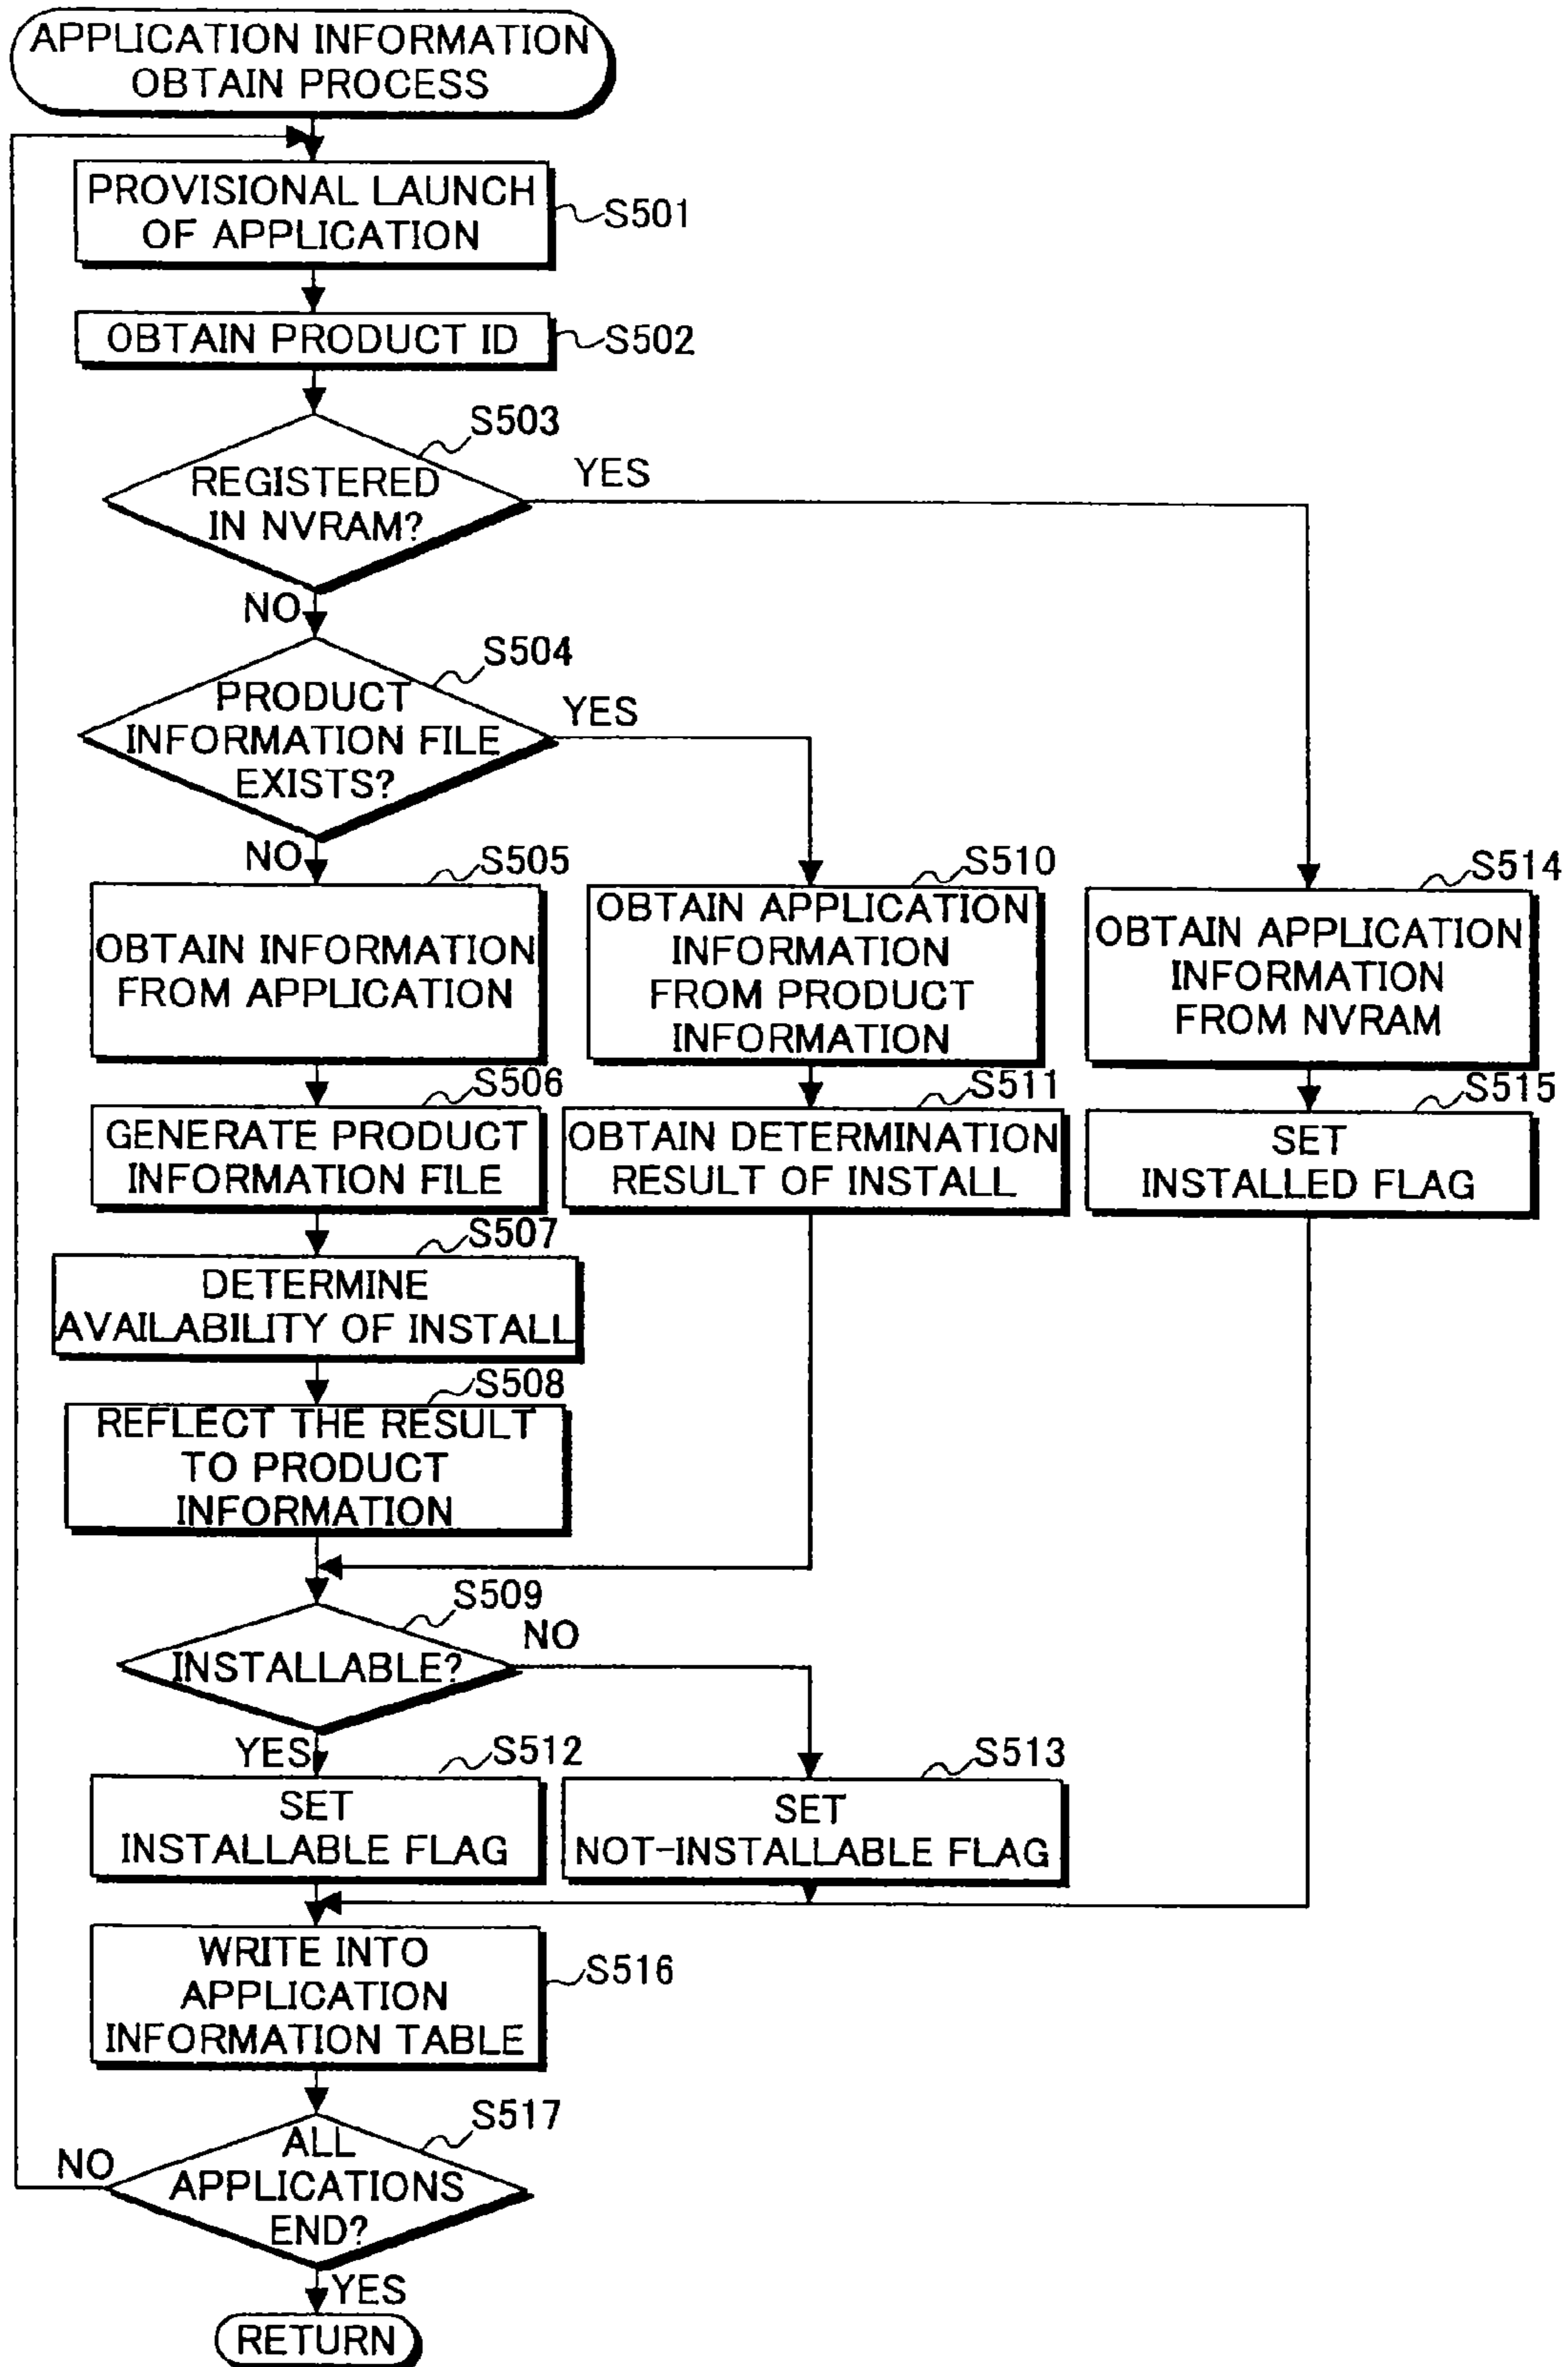 APPLICATION INFORMATION
OBTAIN PROCESS
PROVISIONAL LAUNCH
OF APPLICATION
S501
OBTAIN PRODUCT ID
S502
S503
REGISTERED
IN NVRAM?
YES
NO
S504
PRODUCT
INFORMATION FILE
EXISTS?
YES
NO
S505
OBTAIN INFORMATION
FROM APPLICATION
S510
OBTAIN APPLICATION
INFORMATION
FROM PRODUCT
INFORMATION
S514
OBTAIN APPLICATION
INFORMATION
FROM NVRAM
S506
GENERATE PRODUCT
INFORMATION FILE
S511
OBTAIN DETERMINATION
RESULT OF INSTALL
S515
SET
INSTALLED FLAG
S507
DETERMINE
AVAILABILITY OF INSTALL
S508
REFLECT THE RESULT
TO PRODUCT
INFORMATION
S509
INSTALLABLE?
NO
YES
S512
SET
INSTALLABLE FLAG
S513
SET
NOT-INSTALLABLE FLAG
WRITE INTO
APPLICATION
INFORMATION TABLE
S516
S517
ALL
APPLICATIONS
END?
NO
YES
RETURN